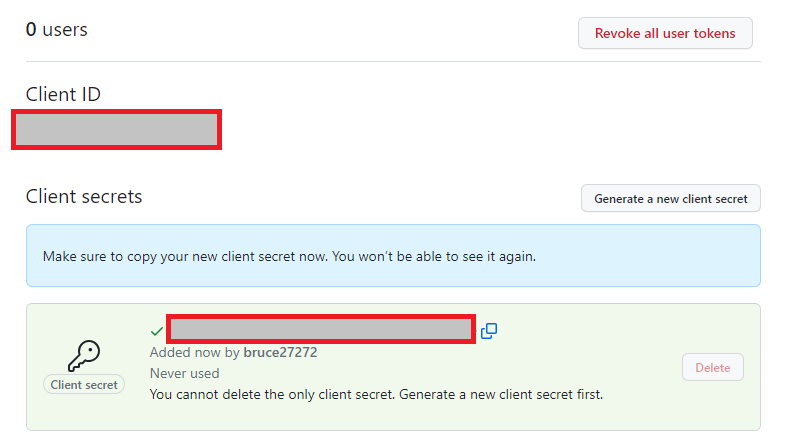 0 users
Revoke all user tokens
Client ID
Client secrets
Generate a new client secret
Make sure to copy your new client secret now. You won’t be able to see it again.
Added now by bruce27272
Never used
Client secret
Delete
You cannot delete the only client secret. Generate a new client secret first.